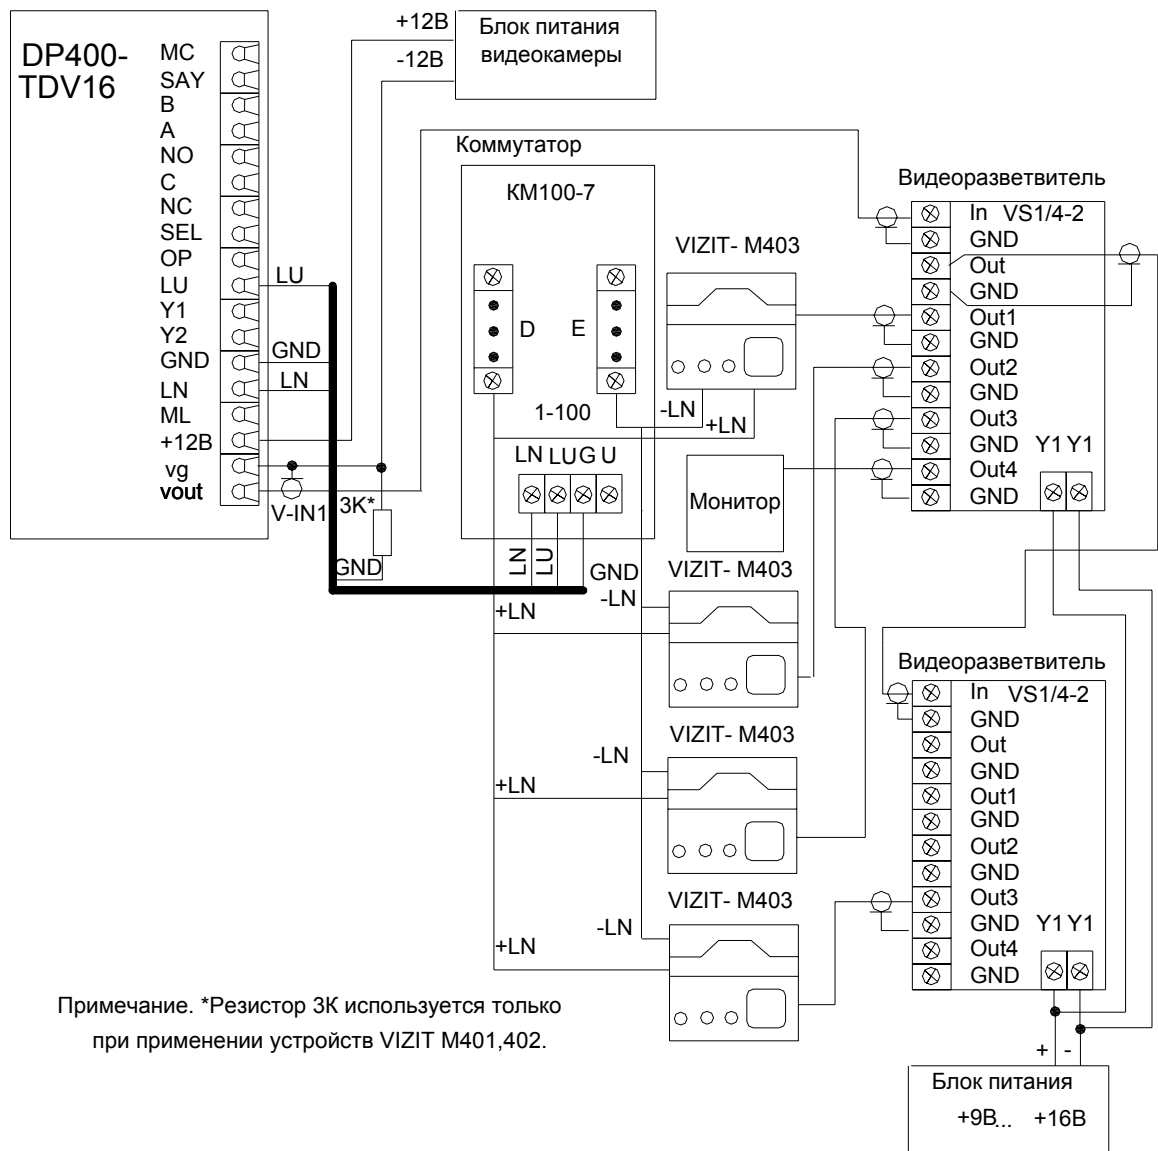 DP400-
TDV16
MC
SAY
B
A
NO
C
NC
SEL
OP
LU
Y1
Y2
GND
LN
ML
+12В
vg
vout
LU
GND
LN
V-IN1
3K*
GND
+12В
-12В
Блок питания
видеокамеры
Коммутатор
КМ100-7
D
E
1-100
LN LU G U
LN
LU
GND
VIZIT- M403
-LN
+LN
Монитор
VIZIT- M403
-LN
+LN
VIZIT- M403
-LN
+LN
VIZIT- M403
-LN
+LN
Видеоразветвитель
In VS1/4-2
GND
Out
GND
Out1
GND
Out2
GND
Out3
GND Y1 Y1
Out4
GND
Видеоразветвитель
In VS1/4-2
GND
Out
GND
Out1
GND
Out2
GND
Out3
GND Y1 Y1
Out4
GND
+ -
Блок питания
+9В... +16В
Примечание. *Резистор 3К используется только
при применении устройств VIZIT M401,402.